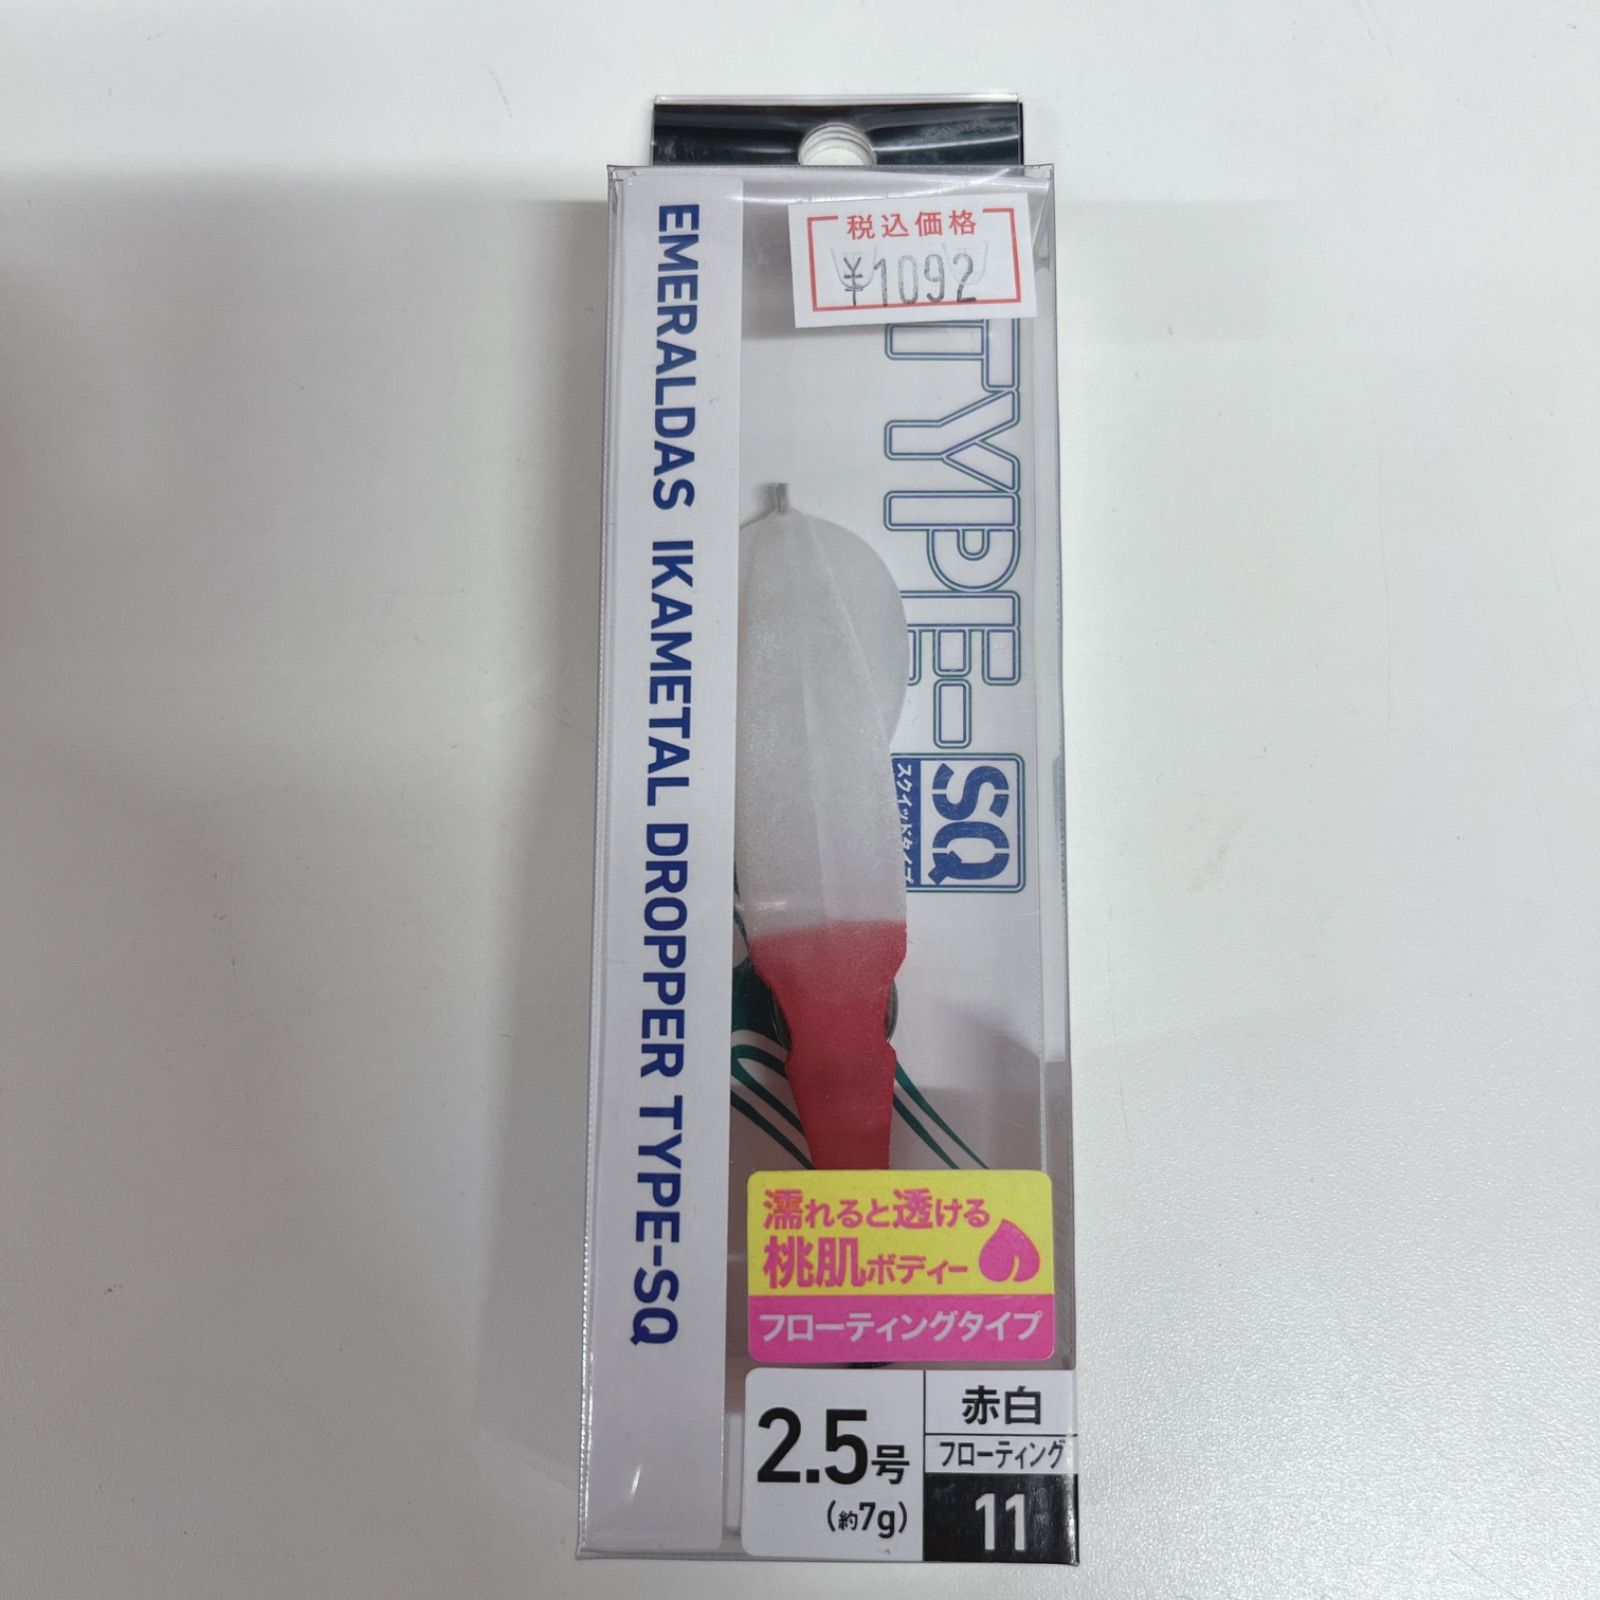 税込価格
¥1092
EMERALDAS IKAMETAL DROPPER TYPE-SQ
TYPE-SQ
スクイッドタイプ
濡れると透ける
桃肌ボディー
フローティングタイプ
2.5号
(約7g)
赤白
フローティング
11